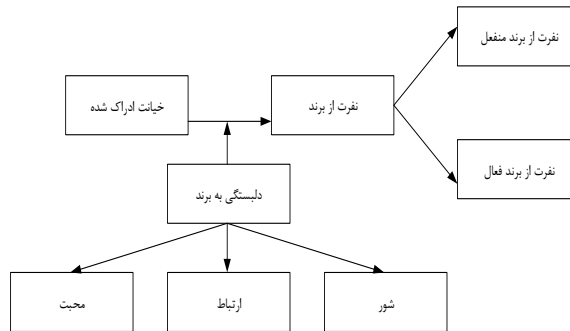 نفرت از برند منفعل
خیانت ادراک شده
نفرت از برند
نفرت از برند فعال
دلبستگی به برند
شور
ارتباط
محبت